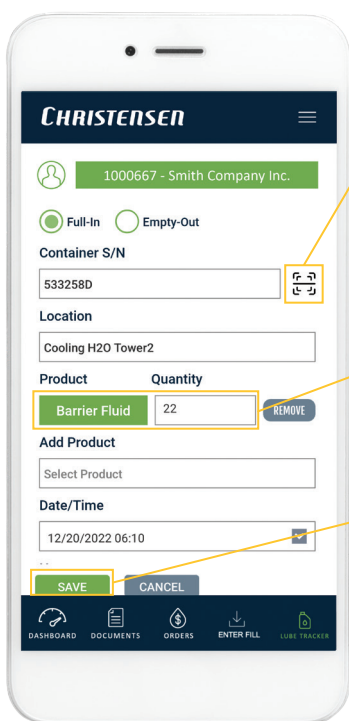 CHRISTENSEN
1000667 - Smith Company Inc.
Full-In Empty-Out
Container S/N
533258D
Location
Cooling H2O Tower2
Product Quantity
Barrier Fluid 22 REMOVE
Add Product
Select Product
Date/Time
12/20/2022 06:10
SAVE CANCEL
DASHBOARD DOCUMENTS ORDERS ENTER FILL LUBE TRACKER